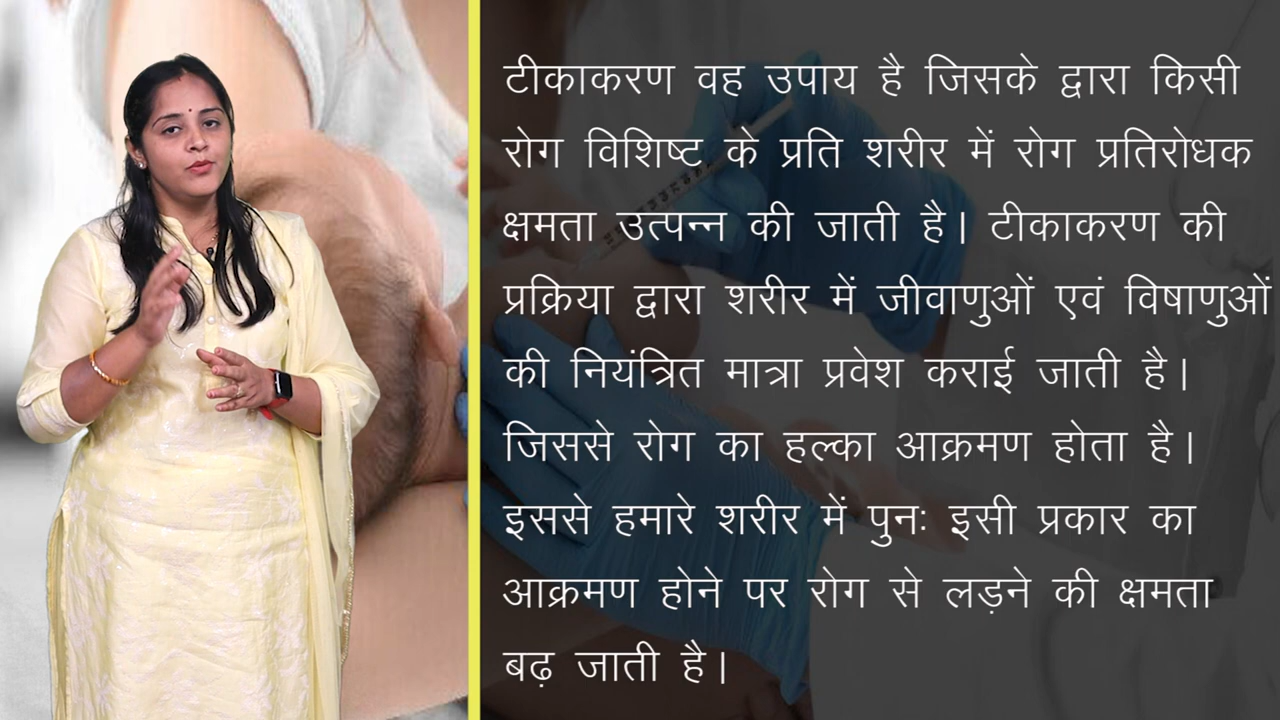 टीकाकरण वह उपाय है जिसके द्वारा किसी
रोग विशिष्ट के प्रति शरीर में रोग प्रतिरोधक
क्षमता उत्पन्न की जाती है। टीकाकरण की
प्रक्रिया द्वारा शरीर में जीवाणुओं एवं विषाणुओं
की नियंत्रित मात्रा प्रवेश कराई जाती है।
जिससे रोग का हल्का आक्रमण होता है।
इससे हमारे शरीर में पुनः इसी प्रकार का
आक्रमण होने पर रोग से लड़ने की क्षमता
बढ़ जाती है।